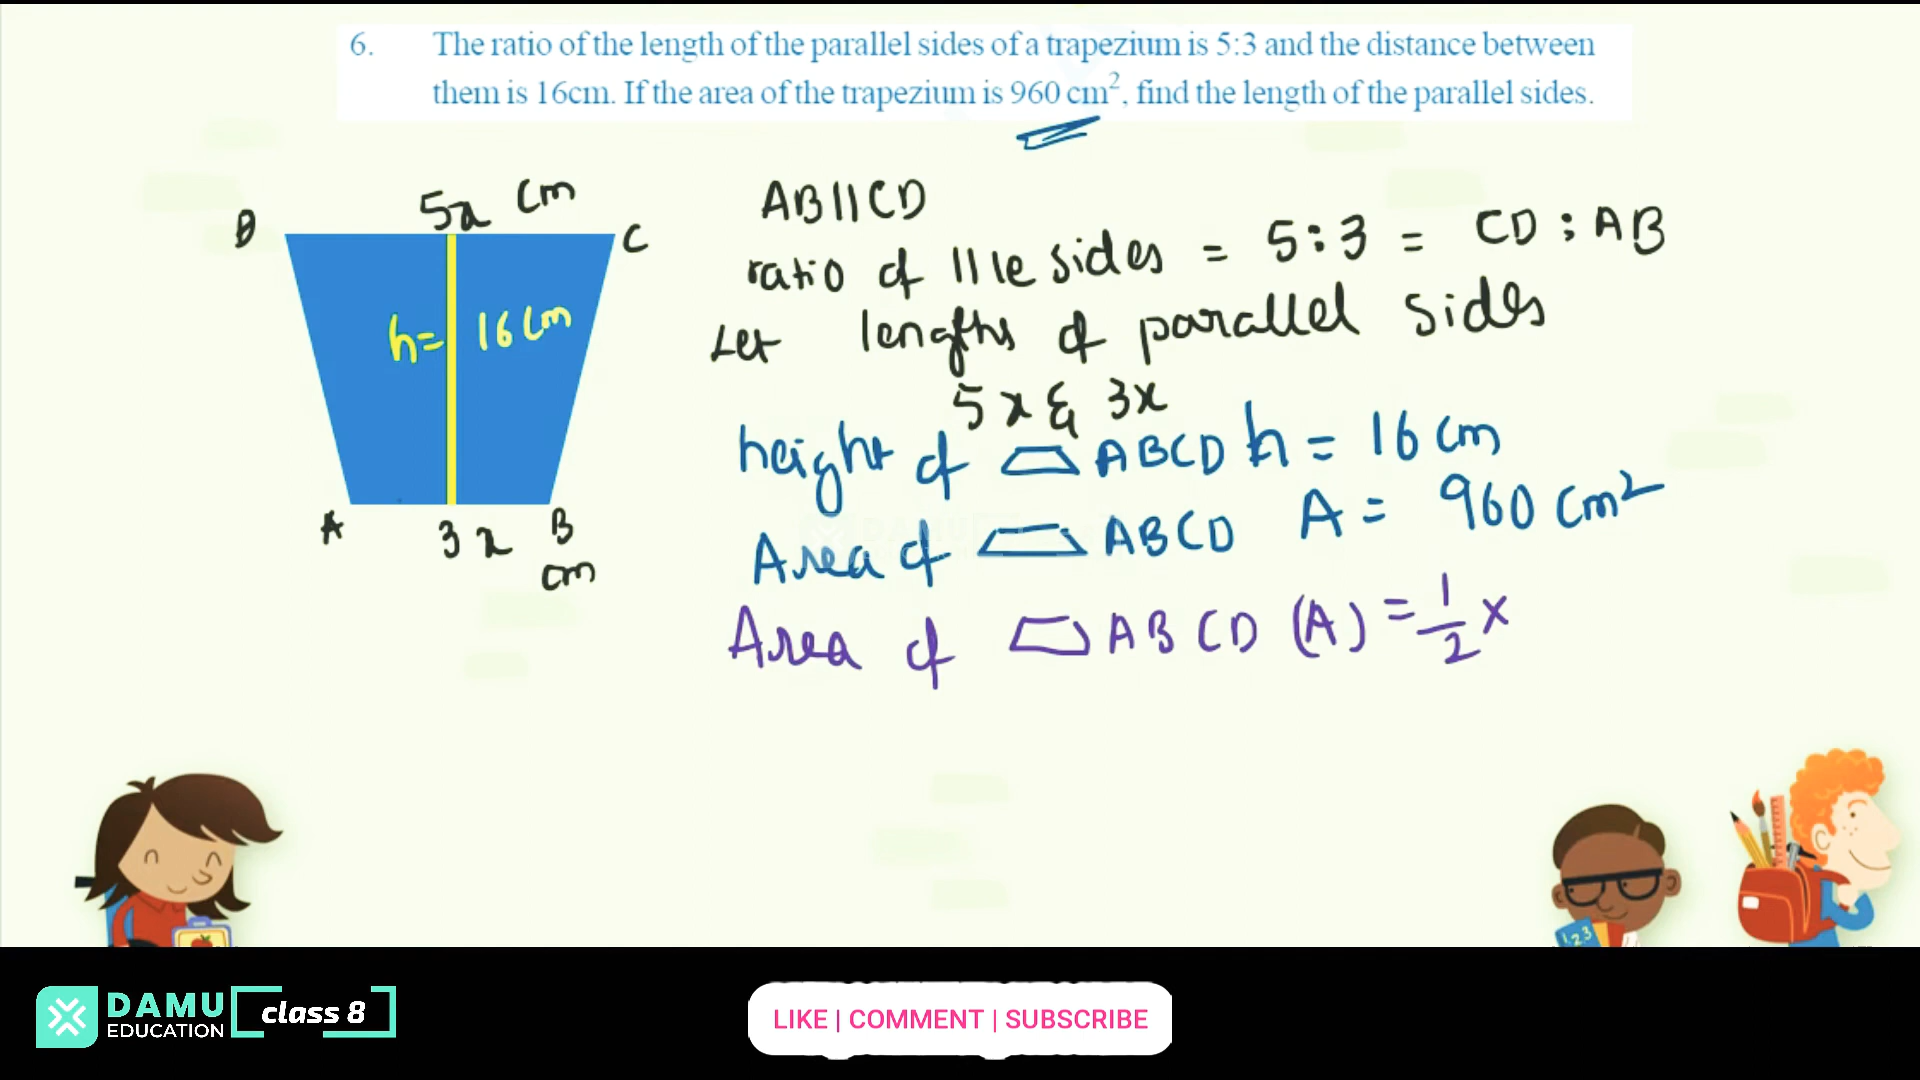 6. The ratio of the length of the parallel sides of a trapezium is 5:3 and the distance between
them is 16cm. If the area of the trapezium is 960 cm², find the length of the parallel sides.
5x cm
D
C
h= 16 cm
A
3x
B
cm
AB||CD
ratio of ||le sides = 5:3 = CD : AB
Let lengths of parallel sides
5x & 3x
height of ▱ ABCD h = 16 cm
Area of ▱ ABCD A = 960 cm²
Area of ▱ ABCD (A) = 1/2 x
123
DAMU
EDUCATION
class 8
LIKE | COMMENT | SUBSCRIBE